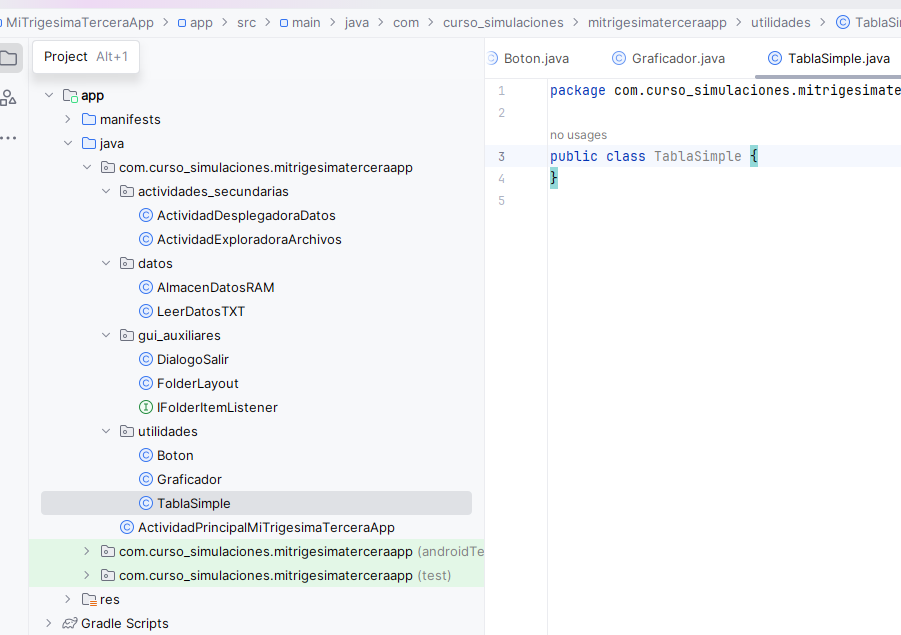 MiTrigesimaTerceraApp > app > src > main > java > com > curso_simulaciones > mitrigesimaterceraapp > utilidades > C TablaSi
Project Alt+1
Boton.java Graficador.java TablaSimple.java
app
manifests
java
com.curso_simulaciones.mitrigesimaterceraapp
actividades_secundarias
C ActividadDesplegadoraDatos
C ActividadExploradoraArchivos
datos
C AlmacenDatosRAM
C LeerDatosTXT
gui_auxiliares
C DialogoSalir
C FolderLayout
I IFolderItemListener
utilidades
C Boton
C Graficador
C TablaSimple
C ActividadPrincipalMiTrigesimaTerceraApp
com.curso_simulaciones.mitrigesimaterceraapp (androidTe
com.curso_simulaciones.mitrigesimaterceraapp (test)
res
Gradle Scripts
1 package com.curso_simulaciones.mitrigesimate
2
no usages
3 public class TablaSimple {
4 }
5